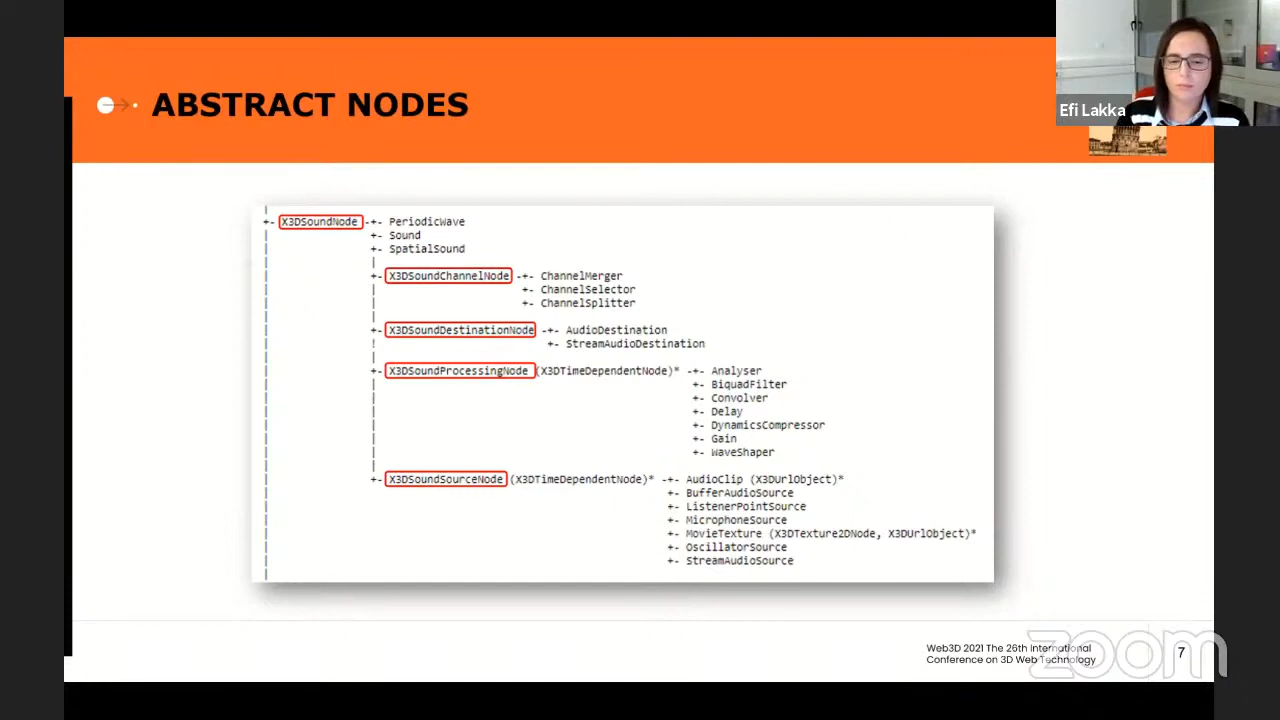 ABSTRACT NODES
Efi Lakka
+- X3DSoundNode -+- PeriodicWave
+- Sound
+- SpatialSound
+- X3DSoundChannelNode -+- ChannelMerger
+- ChannelSelector
+- ChannelSplitter
+- X3DSoundDestinationNode -+- AudioDestination
+- StreamAudioDestination
+- X3DSoundProcessingNode (X3DTimeDependentNode)* -+- Analyser
+- BiquadFilter
+- Convolver
+- Delay
+- DynamicsCompressor
+- Gain
+- WaveShaper
+- X3DSoundSourceNode (X3DTimeDependentNode)* -+- AudioClip (X3DUrlObject)*
+- BufferAudioSource
+- ListenerPointSource
+- MicrophoneSource
+- MovieTexture (X3DTexture2DNode, X3DUrlObject)*
+- OscillatorSource
+- StreamAudioSource
Web3D 2021 The 26th International
Conference on 3D Web Technology
7
zoom